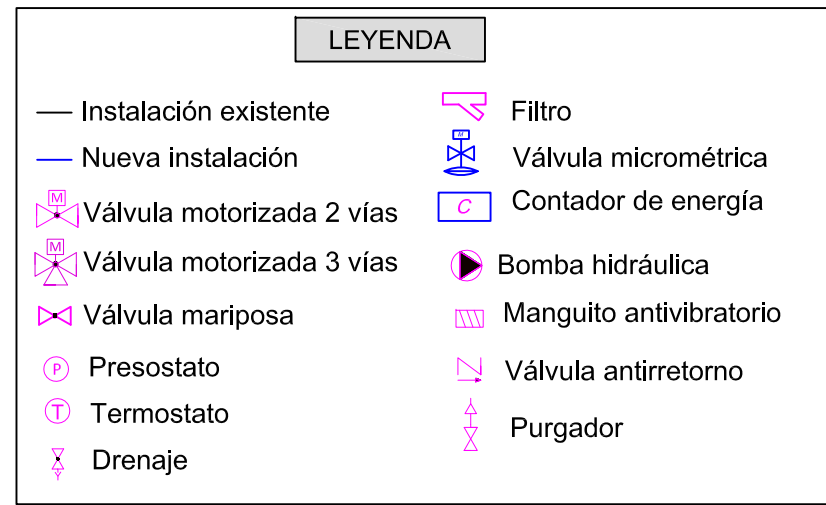 LEYENDA
Instalación existente
Nueva instalación
M Válvula motorizada 2 vías
M Válvula motorizada 3 vías
Válvula mariposa
P Presostato
T Termostato
Drenaje
Filtro
M Válvula micrométrica
C Contador de energía
Bomba hidráulica
Manguito antivibratorio
Válvula antirretorno
Purgador